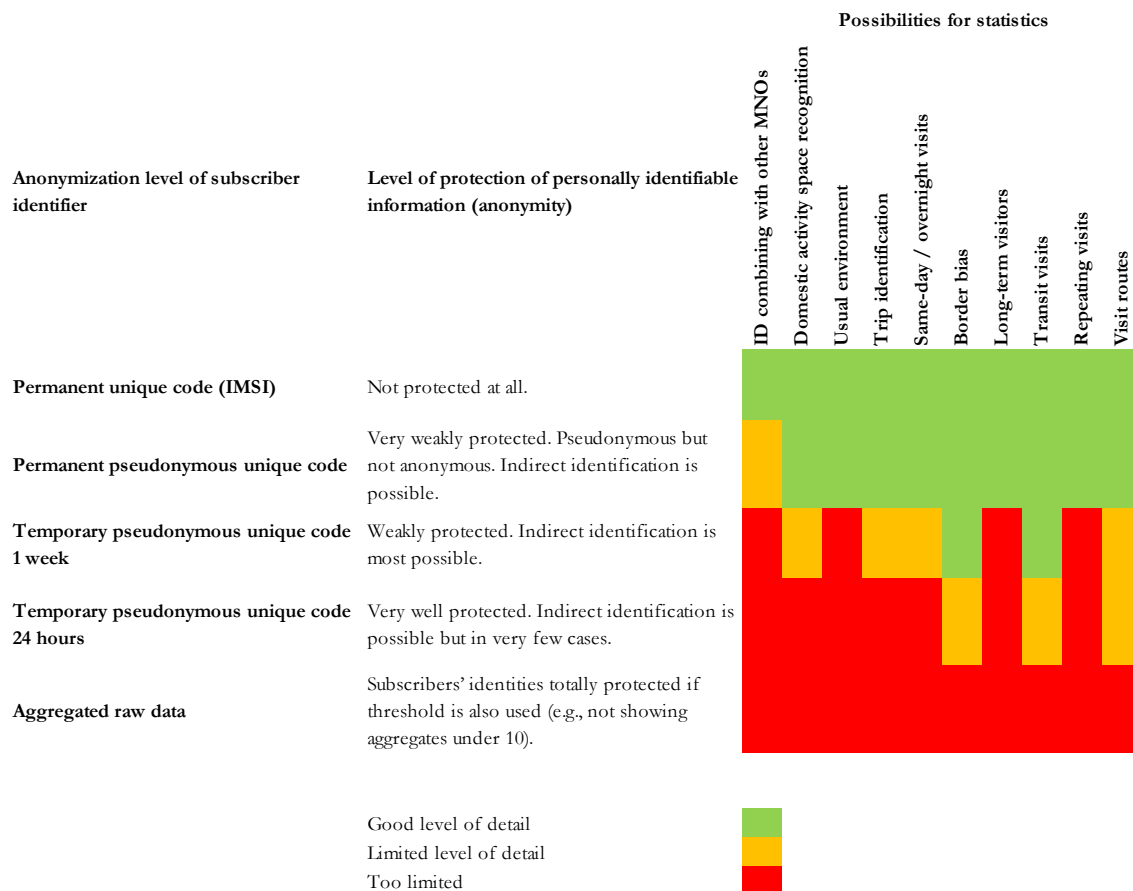 Possibilities for statistics
Anonymization level of subscriber
identifier
Level of protection of personally identifiable
information (anonymity)
ID combining with other MNOs
Domestic activity space recognition
Usual environment
Trip identification
Same-day / overnight visits
Border bias
Long-term visitors
Transit visits
Repeating visits
Visit routes
Permanent unique code (IMSI)
Not protected at all.
Permanent pseudonymous unique code
Very weakly protected. Pseudonymous but
not anonymous. Indirect identification is
possible.
Temporary pseudonymous unique code
1 week
Weakly protected. Indirect identification is
most possible.
Temporary pseudonymous unique code
24 hours
Very well protected. Indirect identification is
possible but in very few cases.
Aggregated raw data
Subscribers’ identities totally protected if
threshold is also used (e.g., not showing
aggregates under 10).
Good level of detail
Limited level of detail
Too limited